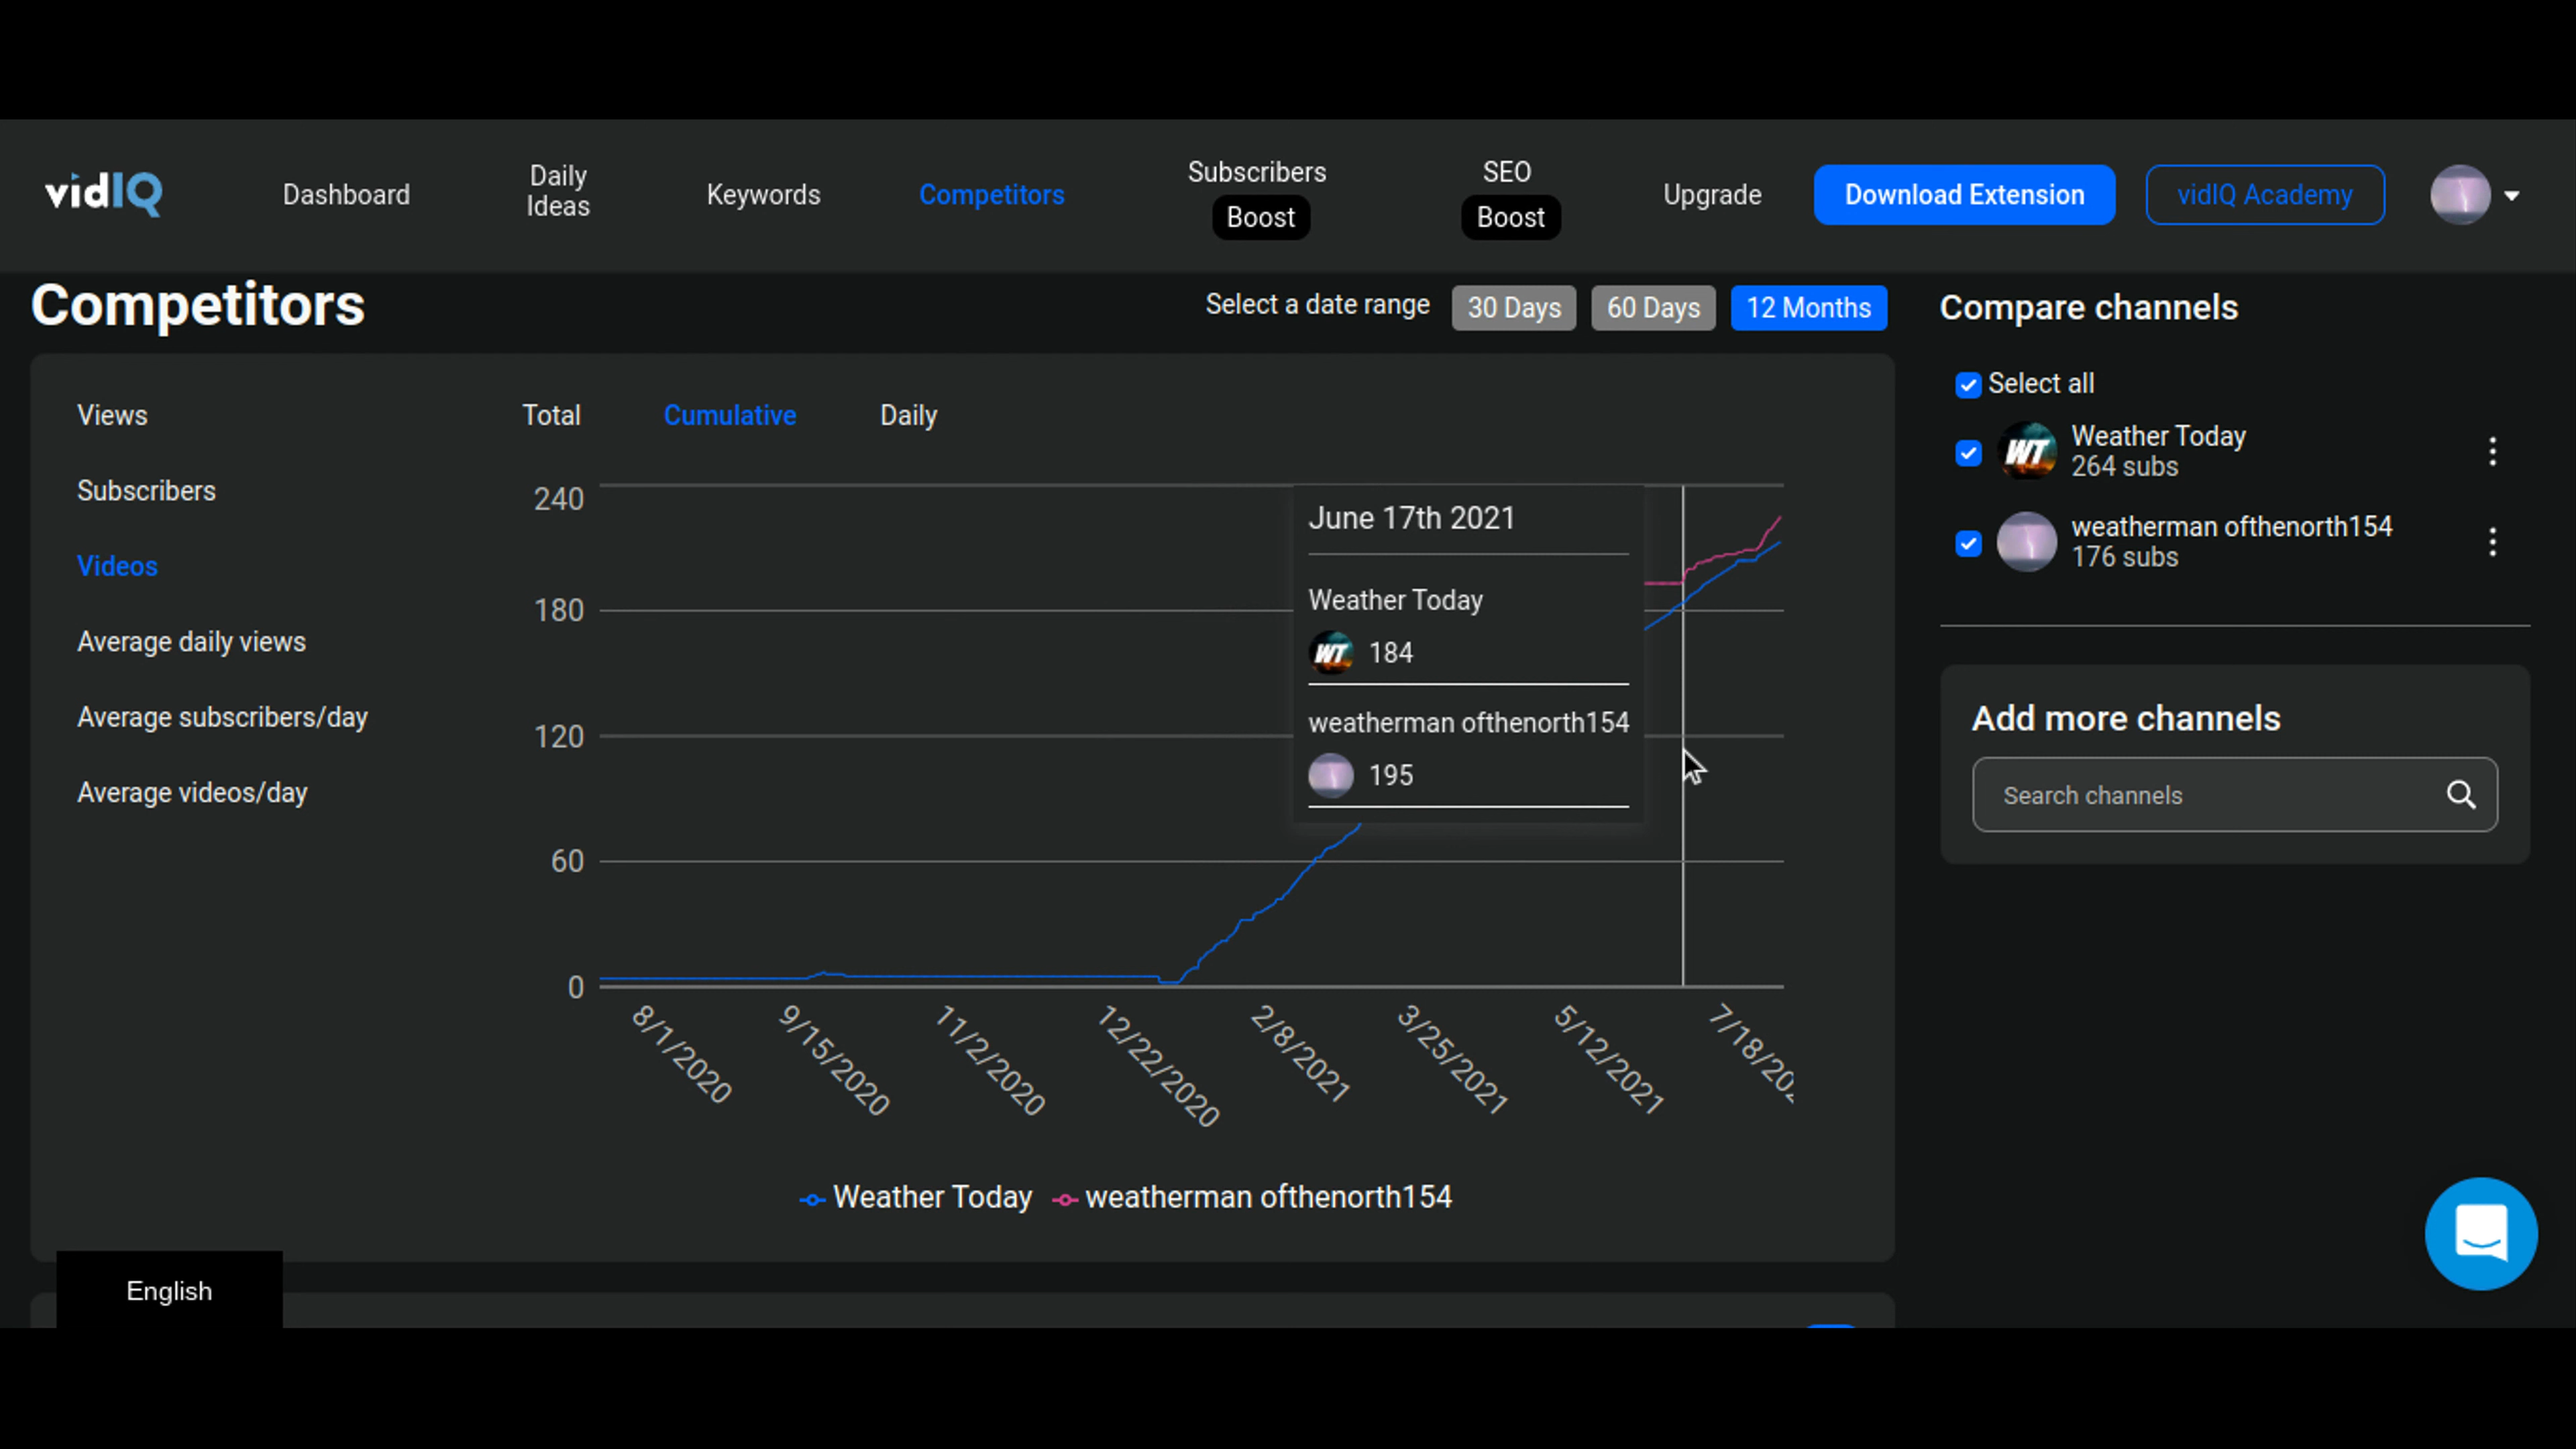 vidIQ
Dashboard
Daily
Ideas
Keywords
Competitors
Subscribers
Boost
SEO
Boost
Upgrade
Download Extension
vidIQ Academy
Competitors
Select a date range
30 Days
60 Days
12 Months
Compare channels
Select all
WT
Weather Today
264 subs
weatherman ofthenorth154
176 subs
Add more channels
Search channels
Views
Subscribers
Videos
Average daily views
Average subscribers/day
Average videos/day
Total
Cumulative
Daily
240
180
120
60
0
June 17th 2021
Weather Today
WT
184
weatherman ofthenorth154
195
8/1/2020
9/15/2020
11/2/2020
12/22/2020
2/8/2021
3/25/2021
5/12/2021
7/18/202
Weather Today
weatherman ofthenorth154
English